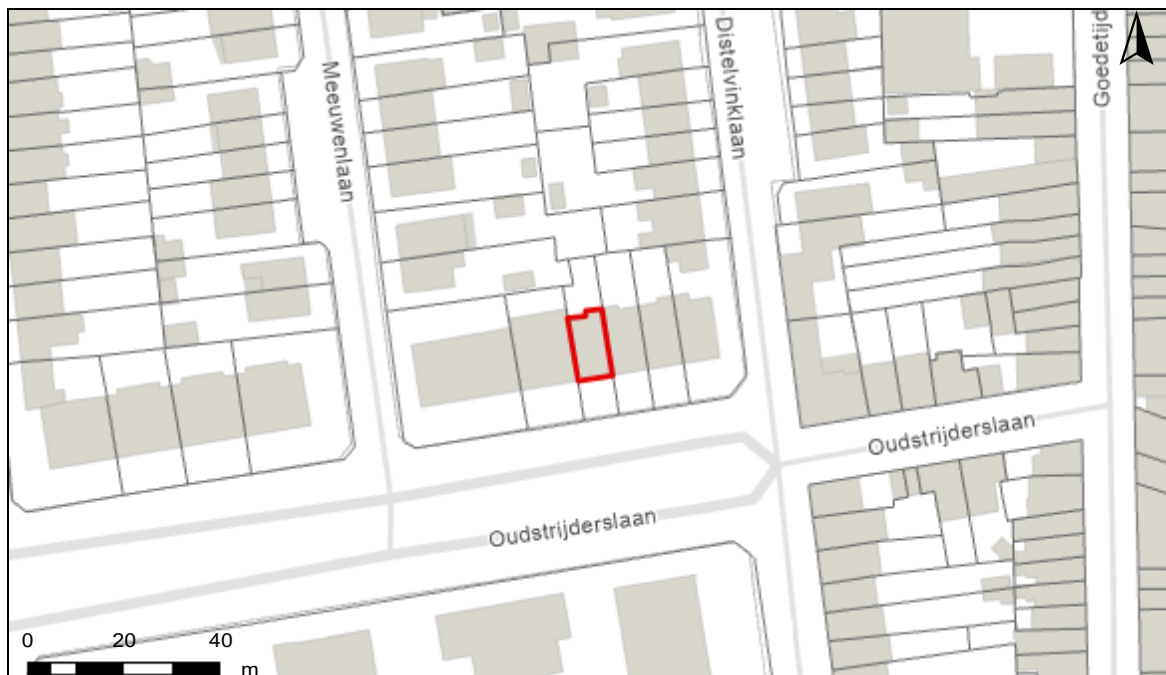 Meeuwenlaan
Distelvinklaan
Goedetijd
Oudstrijderslaan
Oudstrijderslaan
0 20 40
m